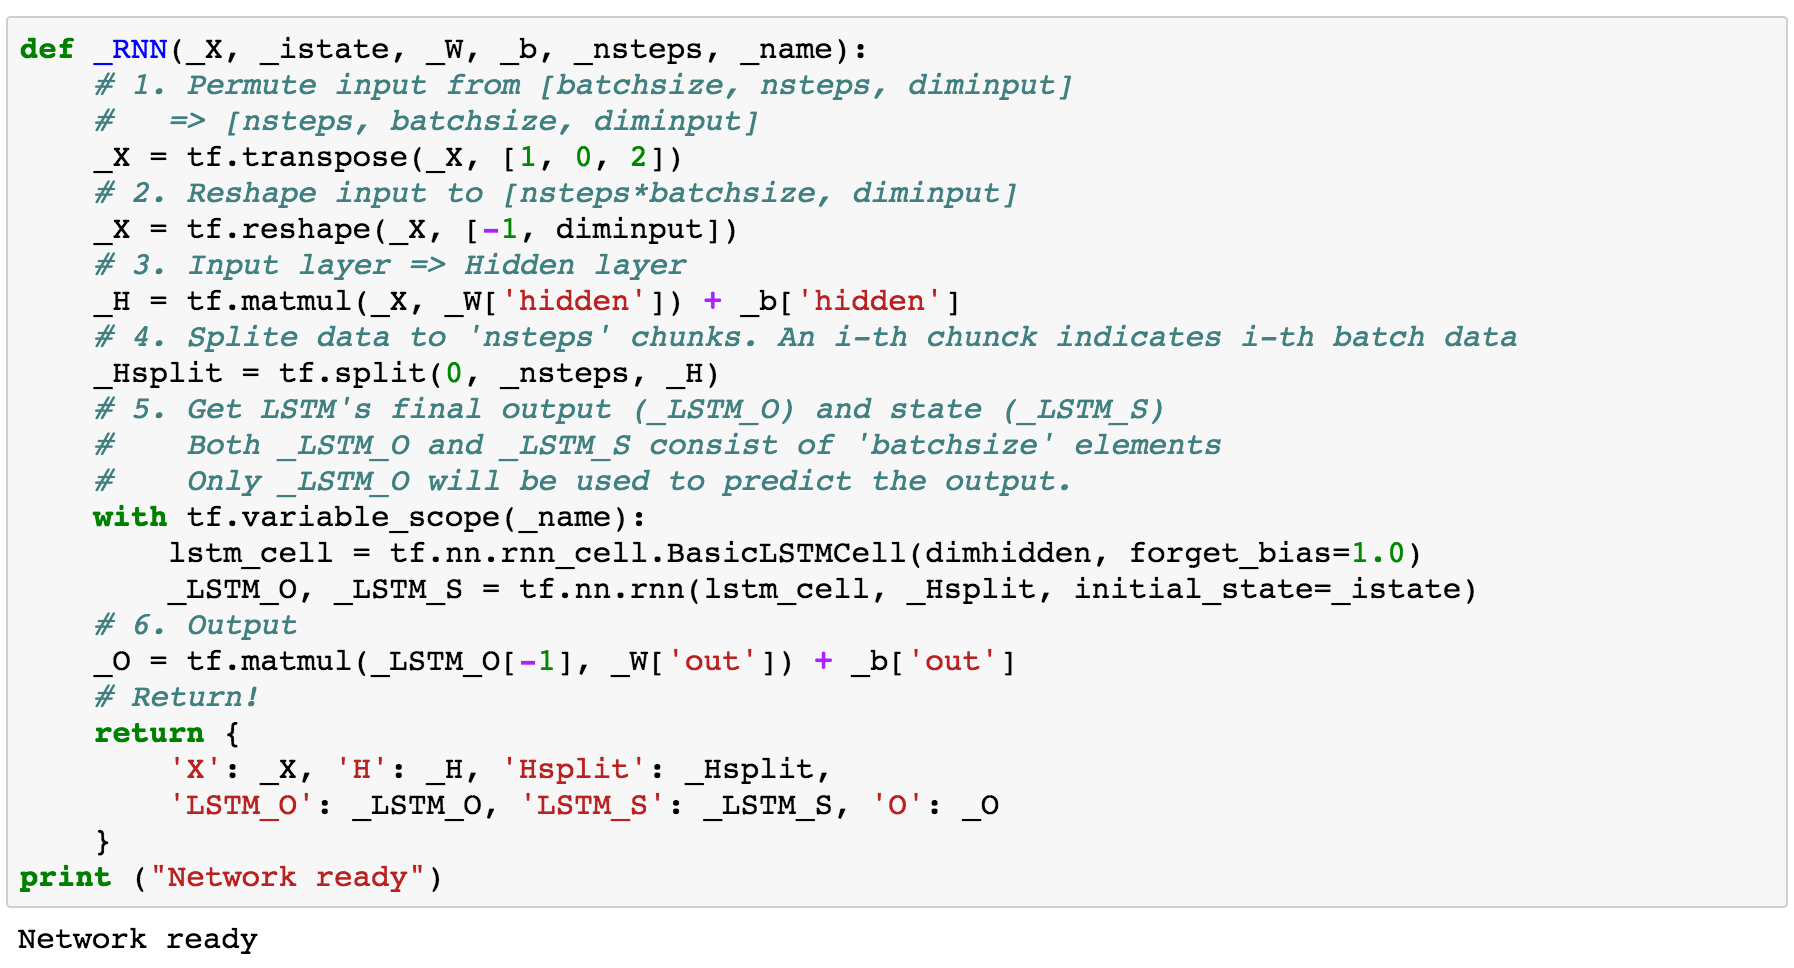 def _RNN(_X, _istate, _W, _b, _nsteps, _name):
    # 1. Permute input from [batchsize, nsteps, diminput]
    #   => [nsteps, batchsize, diminput]
    _X = tf.transpose(_X, [1, 0, 2])
    # 2. Reshape input to [nsteps*batchsize, diminput]
    _X = tf.reshape(_X, [-1, diminput])
    # 3. Input layer => Hidden layer
    _H = tf.matmul(_X, _W['hidden']) + _b['hidden']
    # 4. Splite data to 'nsteps' chunks. An i-th chunck indicates i-th batch data
    _Hsplit = tf.split(0, _nsteps, _H)
    # 5. Get LSTM's final output (_LSTM_O) and state (_LSTM_S)
    #    Both _LSTM_O and _LSTM_S consist of 'batchsize' elements
    #    Only _LSTM_O will be used to predict the output.
    with tf.variable_scope(_name):
        lstm_cell = tf.nn.rnn_cell.BasicLSTMCell(dimhidden, forget_bias=1.0)
        _LSTM_O, _LSTM_S = tf.nn.rnn(lstm_cell, _Hsplit, initial_state=_istate)
    # 6. Output
    _O = tf.matmul(_LSTM_O[-1], _W['out']) + _b['out']
    # Return!
    return {
        'X': _X, 'H': _H, 'Hsplit': _Hsplit,
        'LSTM_O': _LSTM_O, 'LSTM_S': _LSTM_S, 'O': _O
    }
print ("Network ready")
Network ready